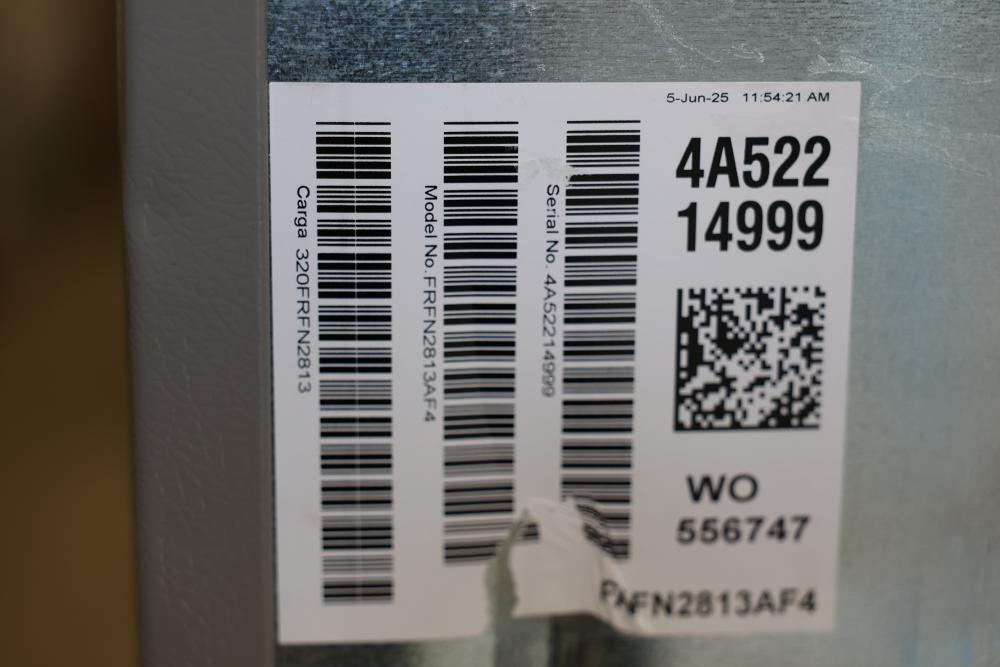 5-Jun-25 11:54:21 AM
4A522
14999
Carga 320FRFN2813
Model No. FRFN2813AF4
Serial No. 4A52214999
WO
556747
FN2813AF4